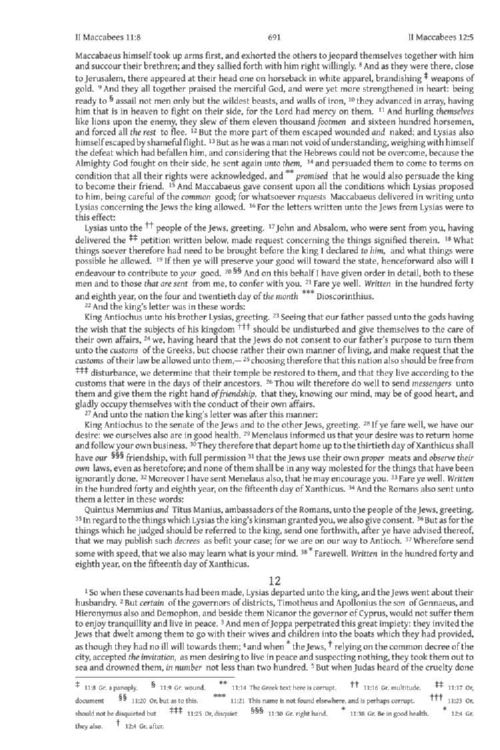 II Maccabees 11:8 691 II Maccabees 12:5
Maccabaeus himself took up arms first, and exhorted the others to jeopard themselves together with him
and succour their brethren; and they sallied forth with him right willingly. 8 And as they were there, close
to Jerusalem, there appeared at their head one on horseback in white apparel, brandishing ‡ weapons of
gold. 9 And they all together praised the merciful God, and were yet more strengthened in heart: being
ready to § assail not men only but the wildest beasts, and walls of iron, 10 they advanced in array, having
him that is in heaven to fight on their side, for the Lord had mercy on them. 11 And hurling themselves
like lions upon the enemy, they slew of them eleven thousand footmen and sixteen hundred horsemen,
and forced all the rest to flee. 12 But the more part of them escaped wounded and naked; and Lysias also
himself escaped by shameful flight. 13 But as he was a man not void of understanding, weighing with himself
the defeat which had befallen him, and considering that the Hebrews could not be overcome, because the
Almighty God fought on their side, he sent again unto them, 14 and persuaded them to come to terms on
condition that all their rights were acknowledged, and ** promised that he would also persuade the king
to become their friend. 15 And Maccabaeus gave consent upon all the conditions which Lysias proposed
to him, being careful of the common good; for whatsoever requests Maccabaeus delivered in writing unto
Lysias concerning the Jews the king allowed. 16 For the letters written unto the Jews from Lysias were to
this effect:
Lysias unto the †† people of the Jews, greeting. 17 John and Absalom, who were sent from you, having
delivered the ‡‡ petition written below, made request concerning the things signified therein. 18 What
things soever therefore had need to be brought before the king I declared to him, and what things were
possible he allowed. 19 If then ye will preserve your good will toward the state, henceforward also will I
endeavour to contribute to your good. 20 §§ And on this behalf I have given order in detail, both to these
men and to those that are sent from me, to confer with you. 21 Fare ye well. Written in the hundred forty
and eighth year, on the four and twentieth day of the month *** Dioscorinthius.
22 And the king's letter was in these words:
King Antiochus unto his brother Lysias, greeting. 23 Seeing that our father passed unto the gods having
the wish that the subjects of his kingdom ††† should be undisturbed and give themselves to the care of
their own affairs, 24 we, having heard that the Jews do not consent to our father's purpose to turn them
unto the customs of the Greeks, but choose rather their own manner of living, and make request that the
customs of their law be allowed unto them,— 25 choosing therefore that this nation also should be free from
‡‡‡ disturbance, we determine that their temple be restored to them, and that they live according to the
customs that were in the days of their ancestors. 26 Thou wilt therefore do well to send messengers unto
them and give them the right hand of friendship, that they, knowing our mind, may be of good heart, and
gladly occupy themselves with the conduct of their own affairs.
27 And unto the nation the king's letter was after this manner:
King Antiochus to the senate of the Jews and to the other Jews, greeting. 28 If ye fare well, we have our
desire: we ourselves also are in good health. 29 Menelaus informed us that your desire was to return home
and follow your own business. 30 They therefore that depart home up to the thirtieth day of Xanthicus shall
have our §§§ friendship, with full permission 31 that the Jews use their own proper meats and observe their
own laws, even as heretofore; and none of them shall be in any way molested for the things that have been
ignorantly done. 32 Moreover I have sent Menelaus also, that he may encourage you. 33 Fare ye well. Written
in the hundred forty and eighth year, on the fifteenth day of Xanthicus. 34 And the Romans also sent unto
them a letter in these words:
Quintus Memmius and Titus Manius, ambassadors of the Romans, unto the people of the Jews, greeting.
35 In regard to the things which Lysias the king's kinsman granted you, we also give consent. 36 But as for the
things which he judged should be referred to the king, send one forthwith, after ye have advised thereof,
that we may publish such decrees as befit your case; for we are on our way to Antioch. 37 Wherefore send
some with speed, that we also may learn what is your mind. 38 * Farewell. Written in the hundred forty and
eighth year, on the fifteenth day of Xanthicus.
12
1 So when these covenants had been made, Lysias departed unto the king, and the Jews went about their
husbandry. 2 But certain of the governors of districts, Timotheus and Apollonius the son of Gennaeus, and
Hieronymus also and Demophon, and beside them Nicanor the governor of Cyprus, would not suffer them
to enjoy tranquillity and live in peace. 3 And men of Joppa perpetrated this great impiety: they invited the
Jews that dwelt among them to go with their wives and children into the boats which they had provided,
as though they had no ill will towards them; 4 and when * the Jews, † relying on the common decree of the
city, accepted the invitation, as men desiring to live in peace and suspecting nothing, they took them out to
sea and drowned them, in number not less than two hundred. 5 But when Judas heard of the cruelty done
‡ 11:8 Gr. a panoply. § 11:9 Gr. wound. ** 11:14 The Greek text here is corrupt. †† 11:16 Gr. multitude. ‡‡ 11:17 Or,
document §§ 11:20 Or, but as to this. *** 11:21 This name is not found elsewhere, and is perhaps corrupt. ††† 11:23 Or,
should not be disquieted but ‡‡‡ 11:25 Or, disquiet §§§ 11:30 Gr. right hand. * 11:38 Gr. Be in good health. * 12:4 Gr.
they also. † 12:4 Gr. after.